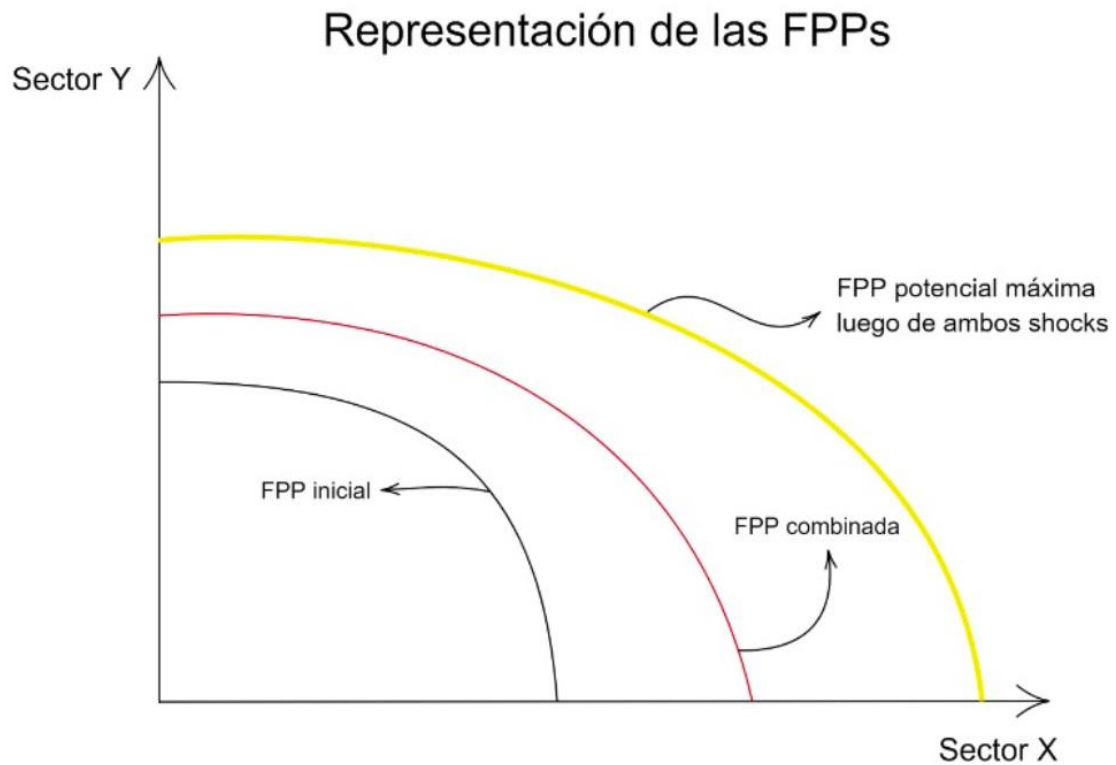 Representación de las FPPs
Sector Y
FPP potencial máxima
luego de ambos shocks
FPP inicial
FPP combinada
Sector X